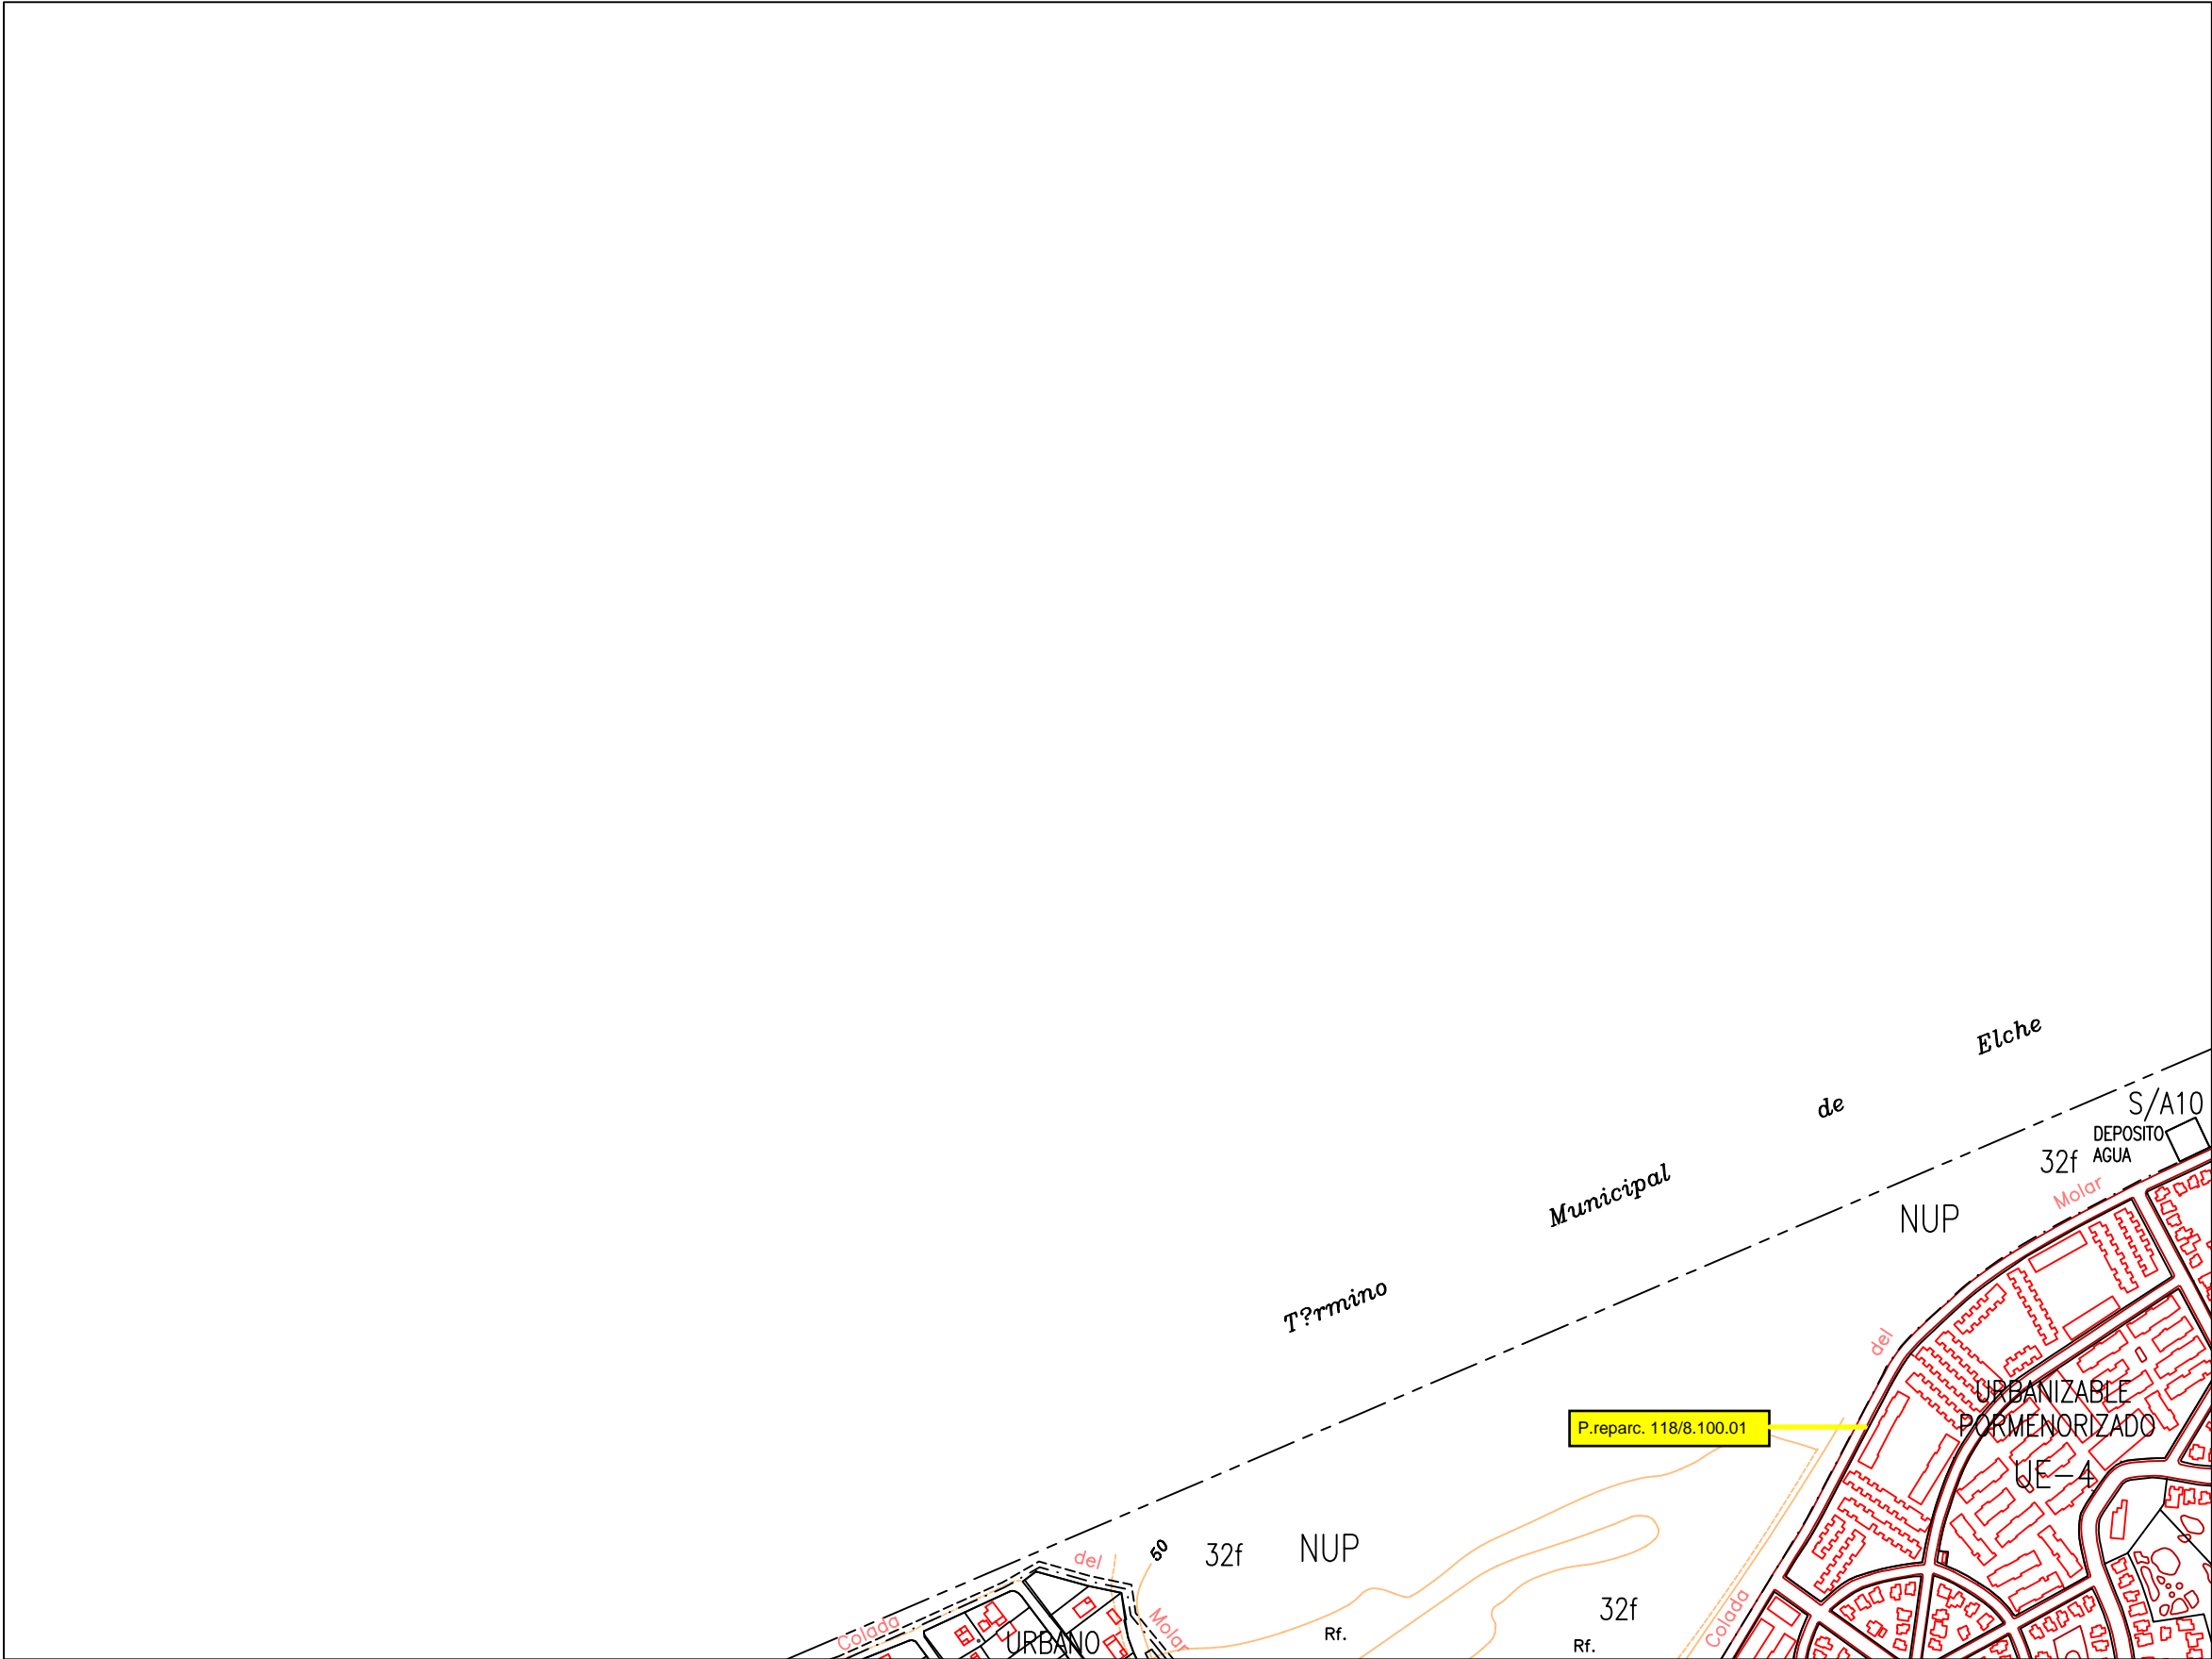 Elche
de
Municipal
T?rmino
S/A10
DEPOSITO
AGUA
32f
Molar
NUP
del
URBANIZABLE
PORMENORIZADO
UE-4
P.reparc. 118/8.100.01
50
32f
NUP
del
Colada
Molar
URBANO
Rf.
32f
Rf.
Colada